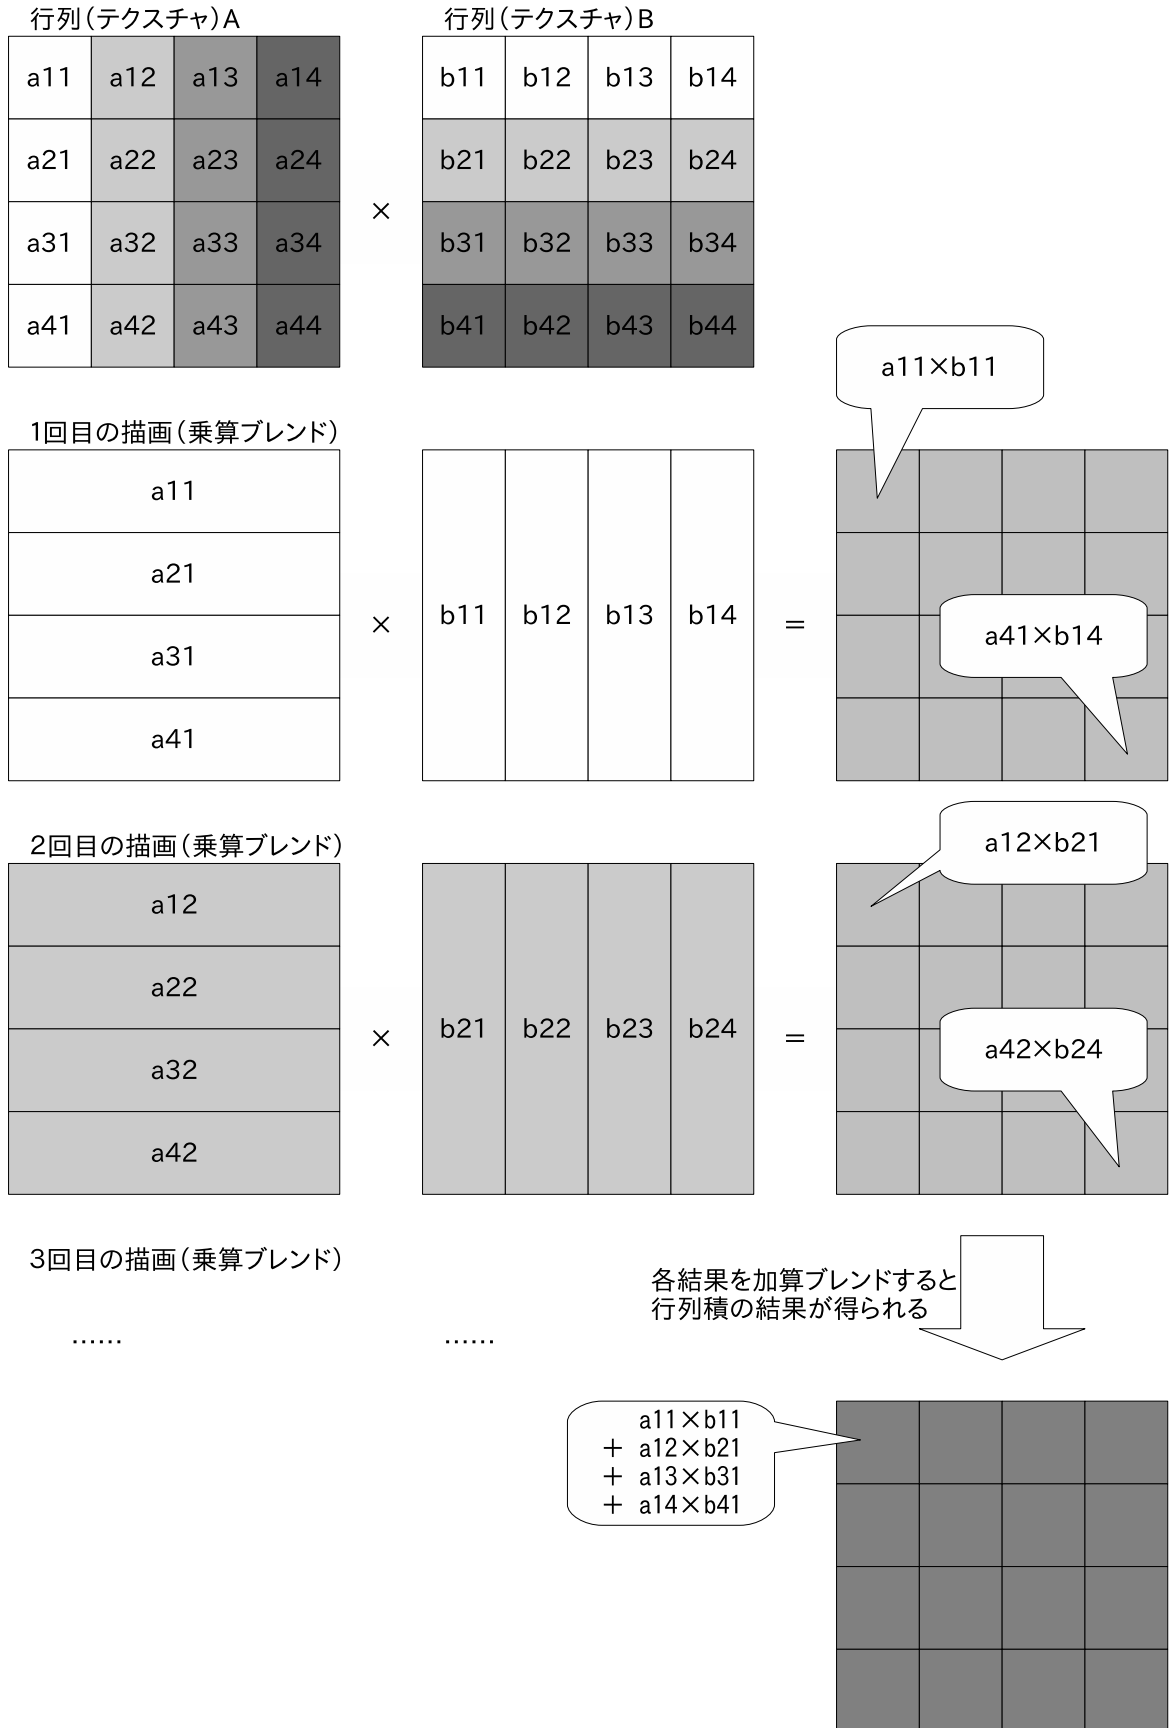 行列(テクスチャ)A 行列(テクスチャ)B
a11 a12 a13 a14 b11 b12 b13 b14
a21 a22 a23 a24 b21 b22 b23 b24
×
a31 a32 a33 a34 b31 b32 b33 b34
a41 a42 a43 a44 b41 b42 b43 b44
a11×b11
1回目の描画(乗算ブレンド)
a11
a21
a31
a41
×
b11 b12 b13 b14
=
a41×b14
2回目の描画(乗算ブレンド)
a12×b21
a12
a22
a32
a42
×
b21 b22 b23 b24
=
a42×b24
3回目の描画(乗算ブレンド)
…… ……
各結果を加算ブレンドすると
行列積の結果が得られる
a11×b11
+ a12×b21
+ a13×b31
+ a14×b41